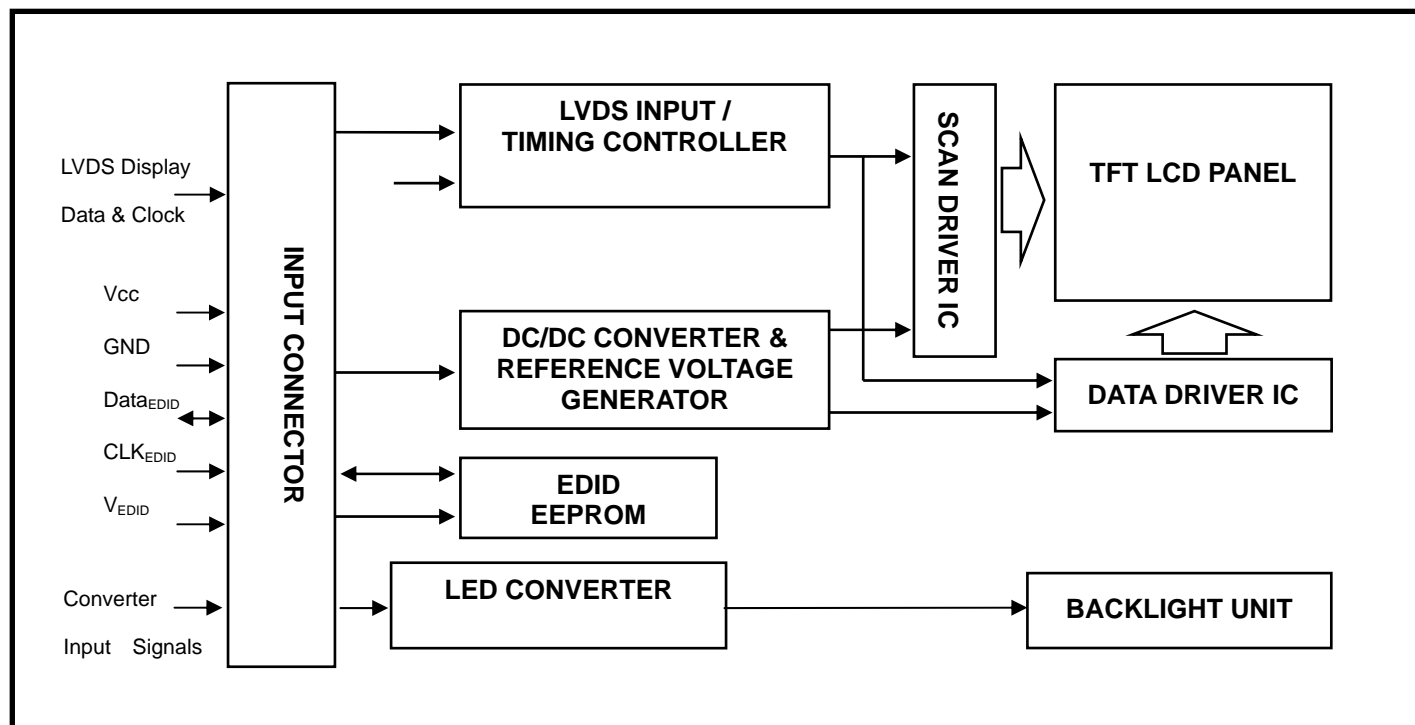 LVDS Display
Data & Clock
Vcc
GND
DataEDID
CLKEDID
VEDID
Converter
Input Signals
INPUT CONNECTOR
LVDS INPUT /
TIMING CONTROLLER
DC/DC CONVERTER &
REFERENCE VOLTAGE
GENERATOR
EDID
EEPROM
LED CONVERTER
SCAN DRIVER IC
TFT LCD PANEL
DATA DRIVER IC
BACKLIGHT UNIT